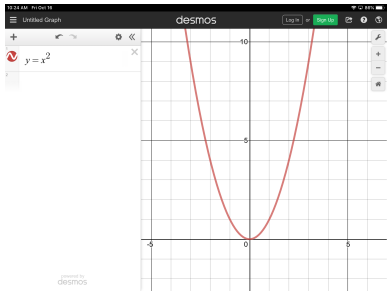 10:24 AM Fri Oct 16
86%
Untitled Graph
desmos
Log In or Sign Up
y = x²
powered by
desmos
10
5
-5
0
5